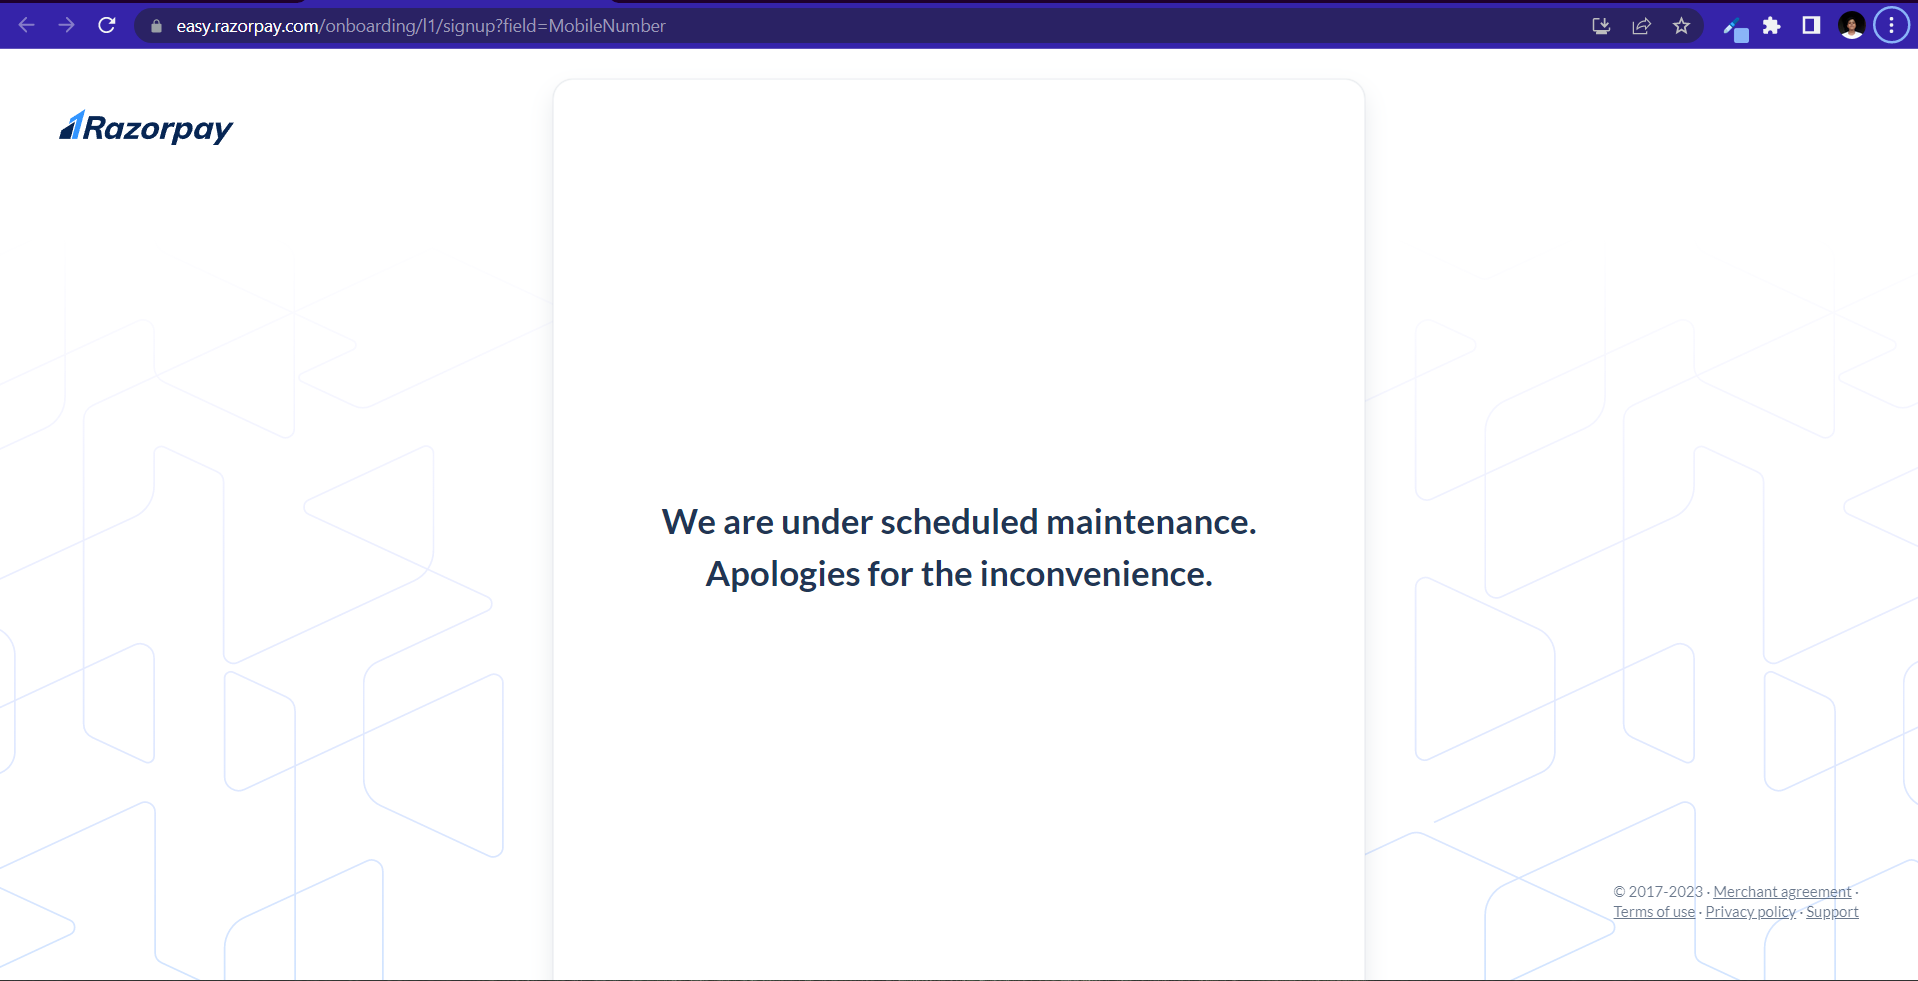 easy.razorpay.com/onboarding/l1/signup?field=MobileNumber
Razorpay
We are under scheduled maintenance.
Apologies for the inconvenience.
© 2017-2023 · Merchant agreement ·
Terms of use · Privacy policy · Support